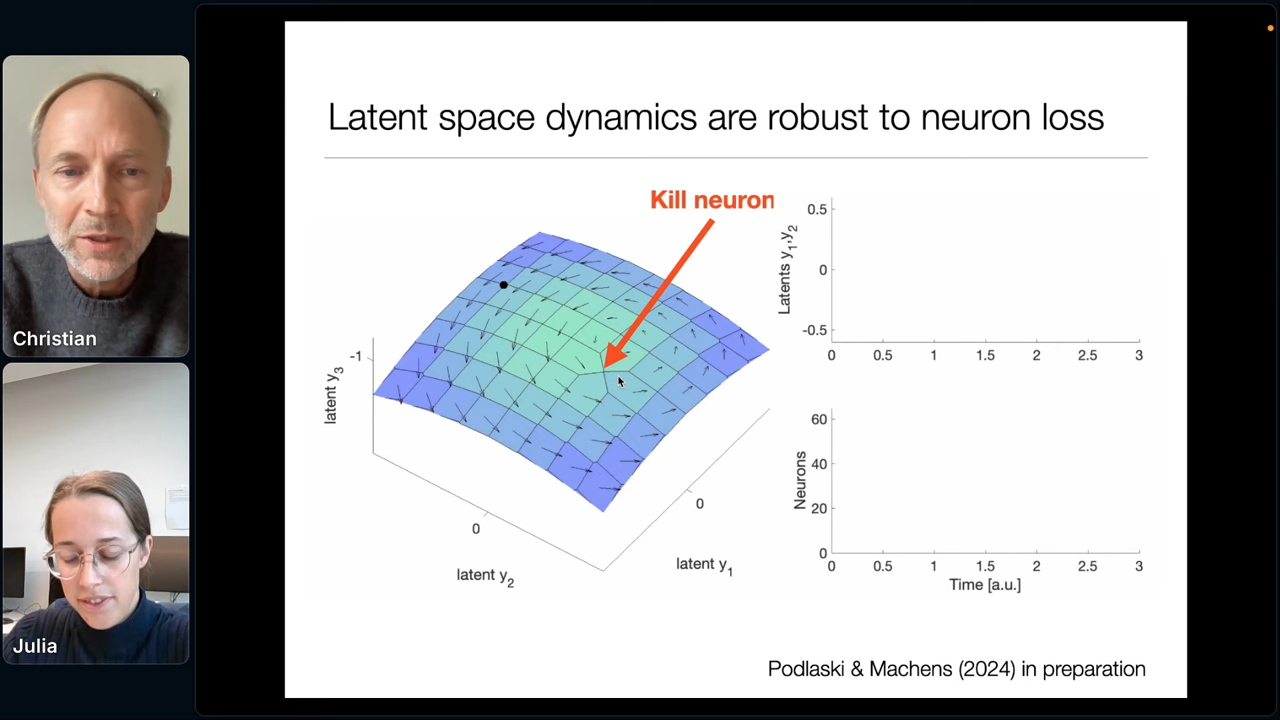 Latent space dynamics are robust to neuron loss
Kill neuron
-1
latent y3
0
latent y2
0
latent y1
0.5
0
-0.5
Latents y1,y2
0 0.5 1 1.5 2 2.5 3
60
40
20
0
Neurons
0 0.5 1 1.5 2 2.5 3
Time [a.u.]
Podlaski & Machens (2024) in preparation
Christian
Julia